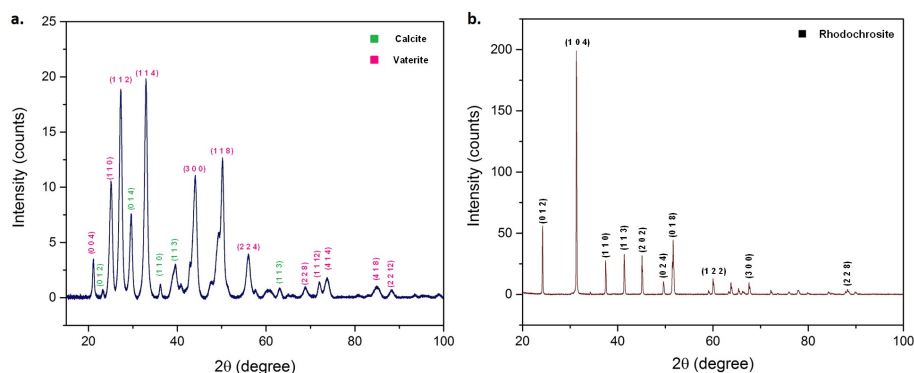 a.
Calcite
Vaterite
Intensity (counts)
25
20
15
10
5
0
(0 0 4)
(0 1 2)
(1 1 0)
(1 1 2)
(0 1 4)
(1 1 4)
(1 1 0)
(1 1 3)
(3 0 0)
(1 1 8)
(2 2 4)
(1 1 3)
(2 2 8)
(1 1 12)
(4 1 4)
(4 1 8)
(2 2 12)
20 40 60 80 100
2θ (degree)
b.
Rhodochrosite
Intensity (counts)
200
150
100
50
0
(0 1 2)
(1 0 4)
(1 1 0)
(1 1 3)
(2 0 2)
(0 2 4)
(0 1 8)
(1 2 2)
(3 0 0)
(2 2 8)
20 40 60 80 100
2θ (degree)